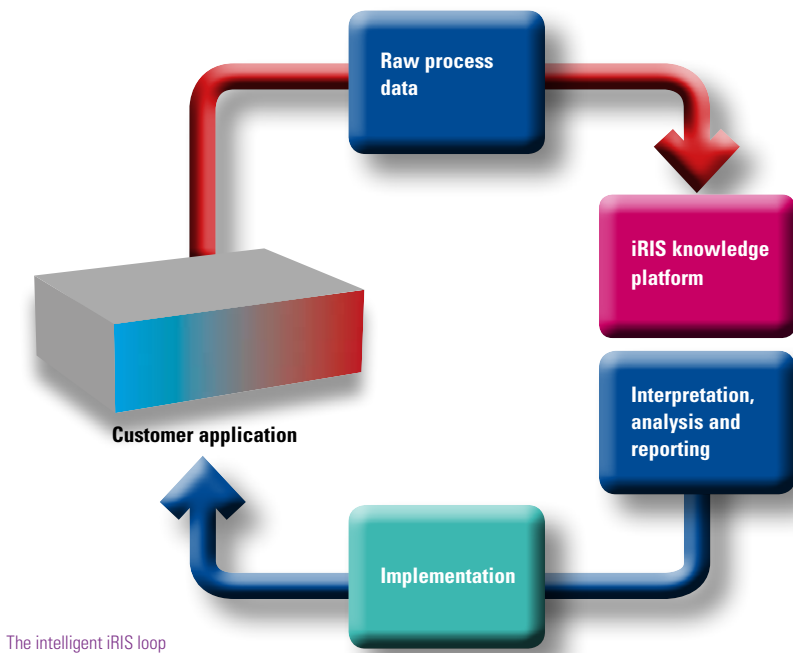 Raw process
data
iRIS knowledge
platform
Interpretation,
analysis and
reporting
Customer application
Implementation
The intelligent iRIS loop